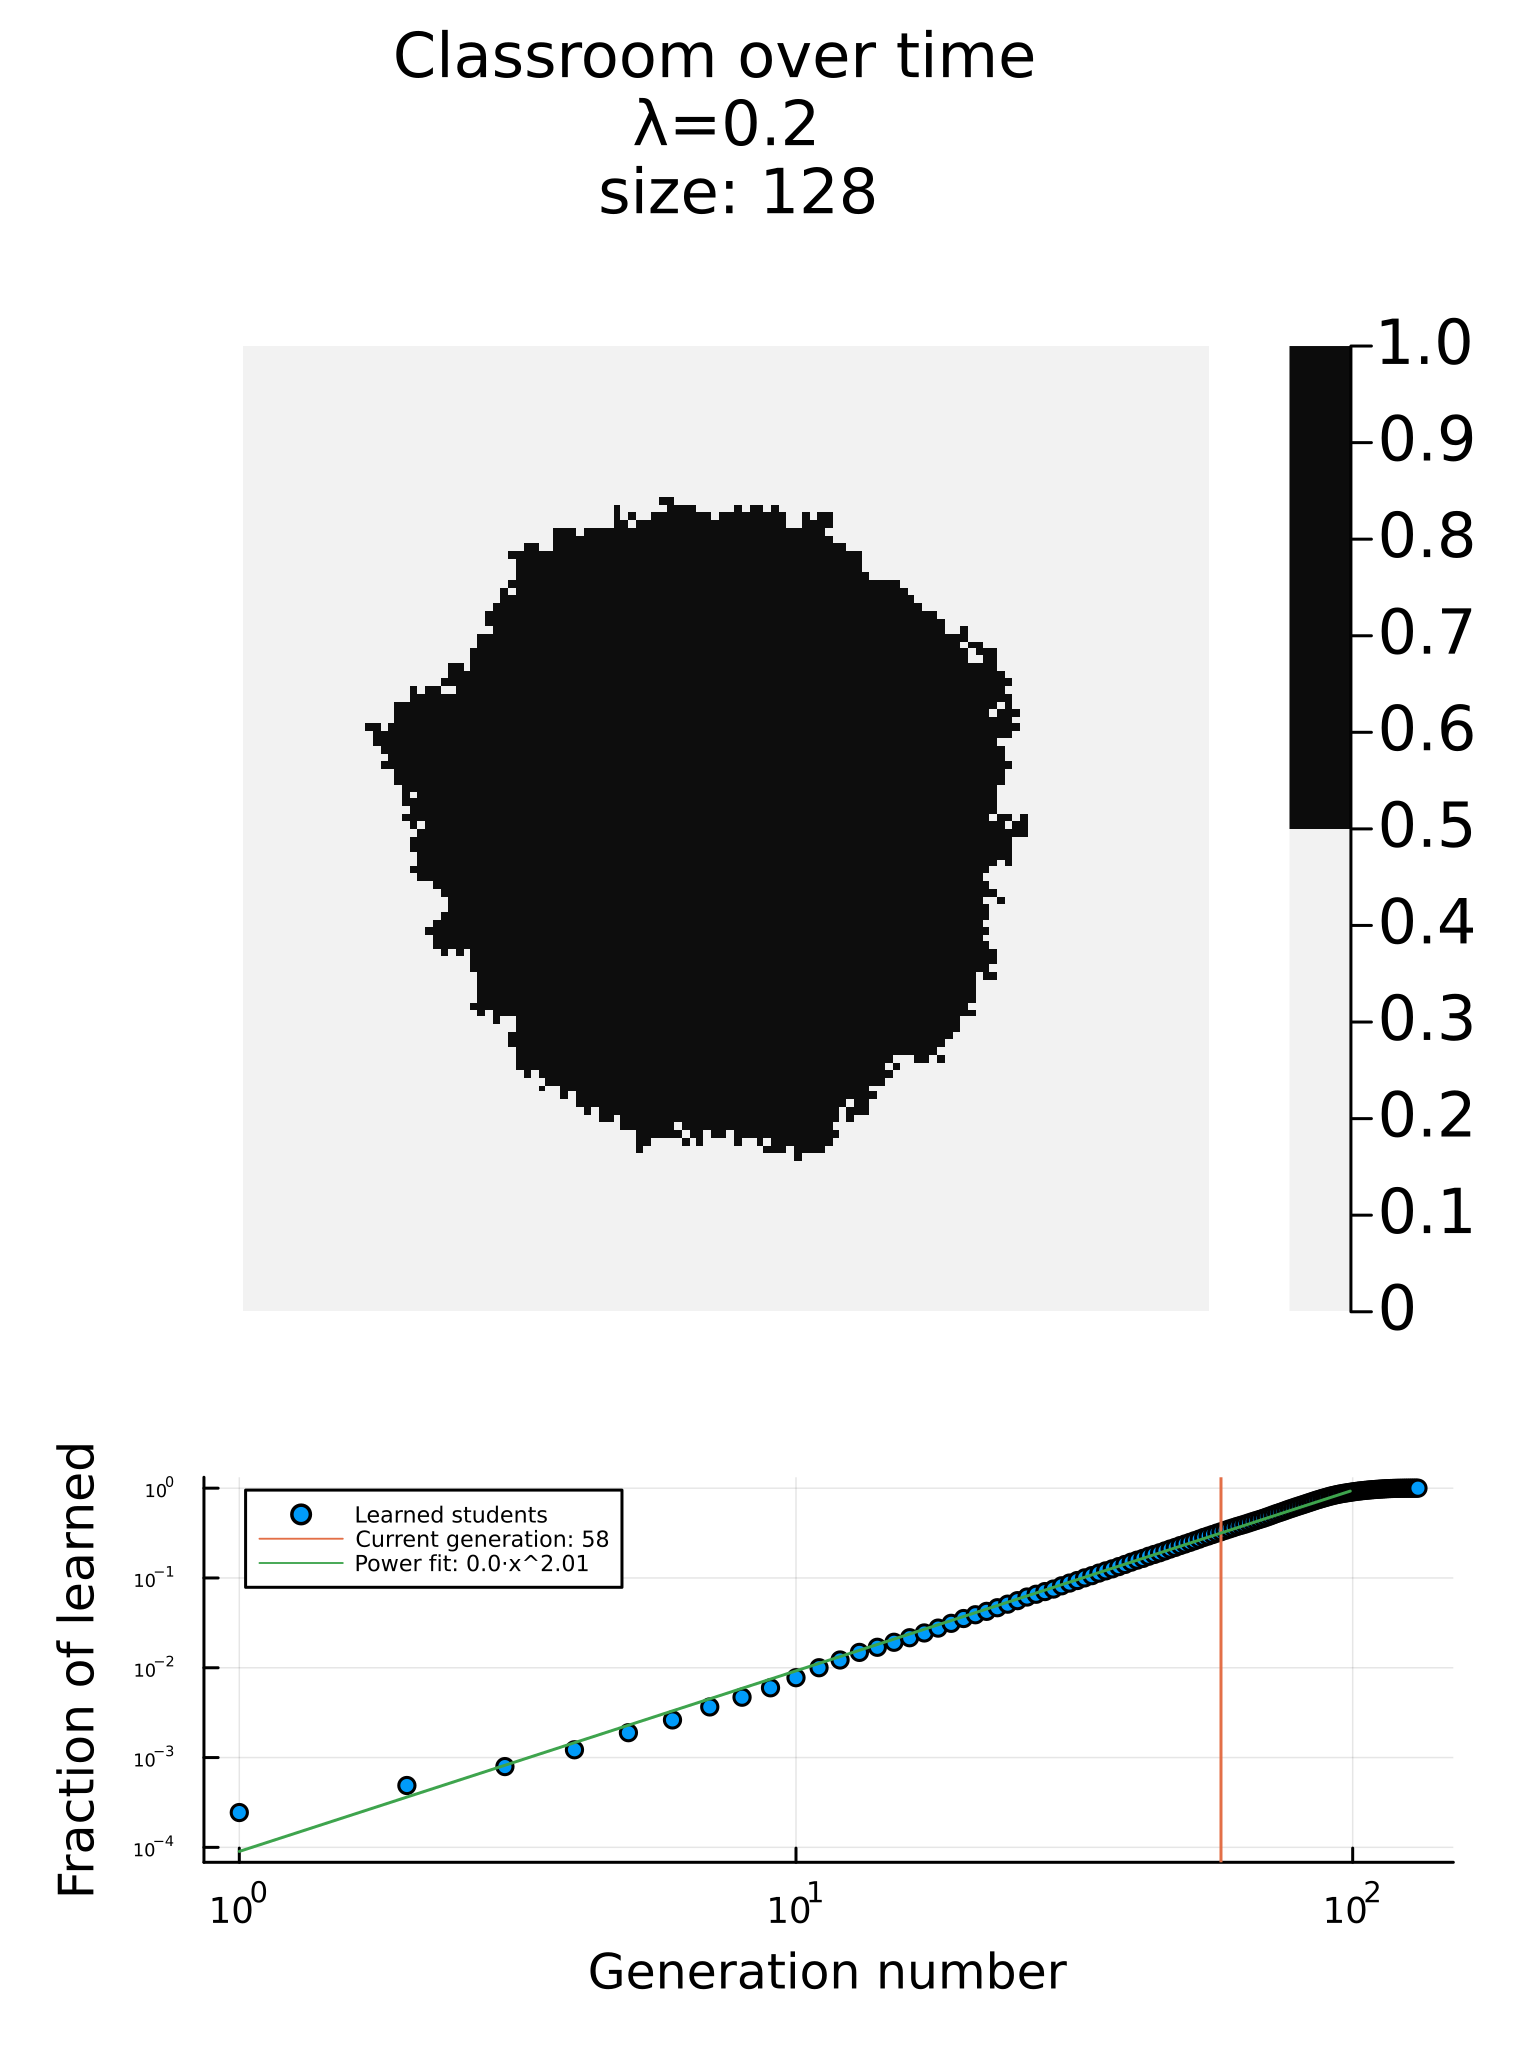 Classroom over time
λ=0.2
size: 128
1.0
0.9
0.8
0.7
0.6
0.5
0.4
0.3
0.2
0.1
0
Fraction of learned
10^0
10^-1
10^-2
10^-3
10^-4
Learned students
Current generation: 58
Power fit: 0.0·x^2.01
10^0 10^1 10^2
Generation number